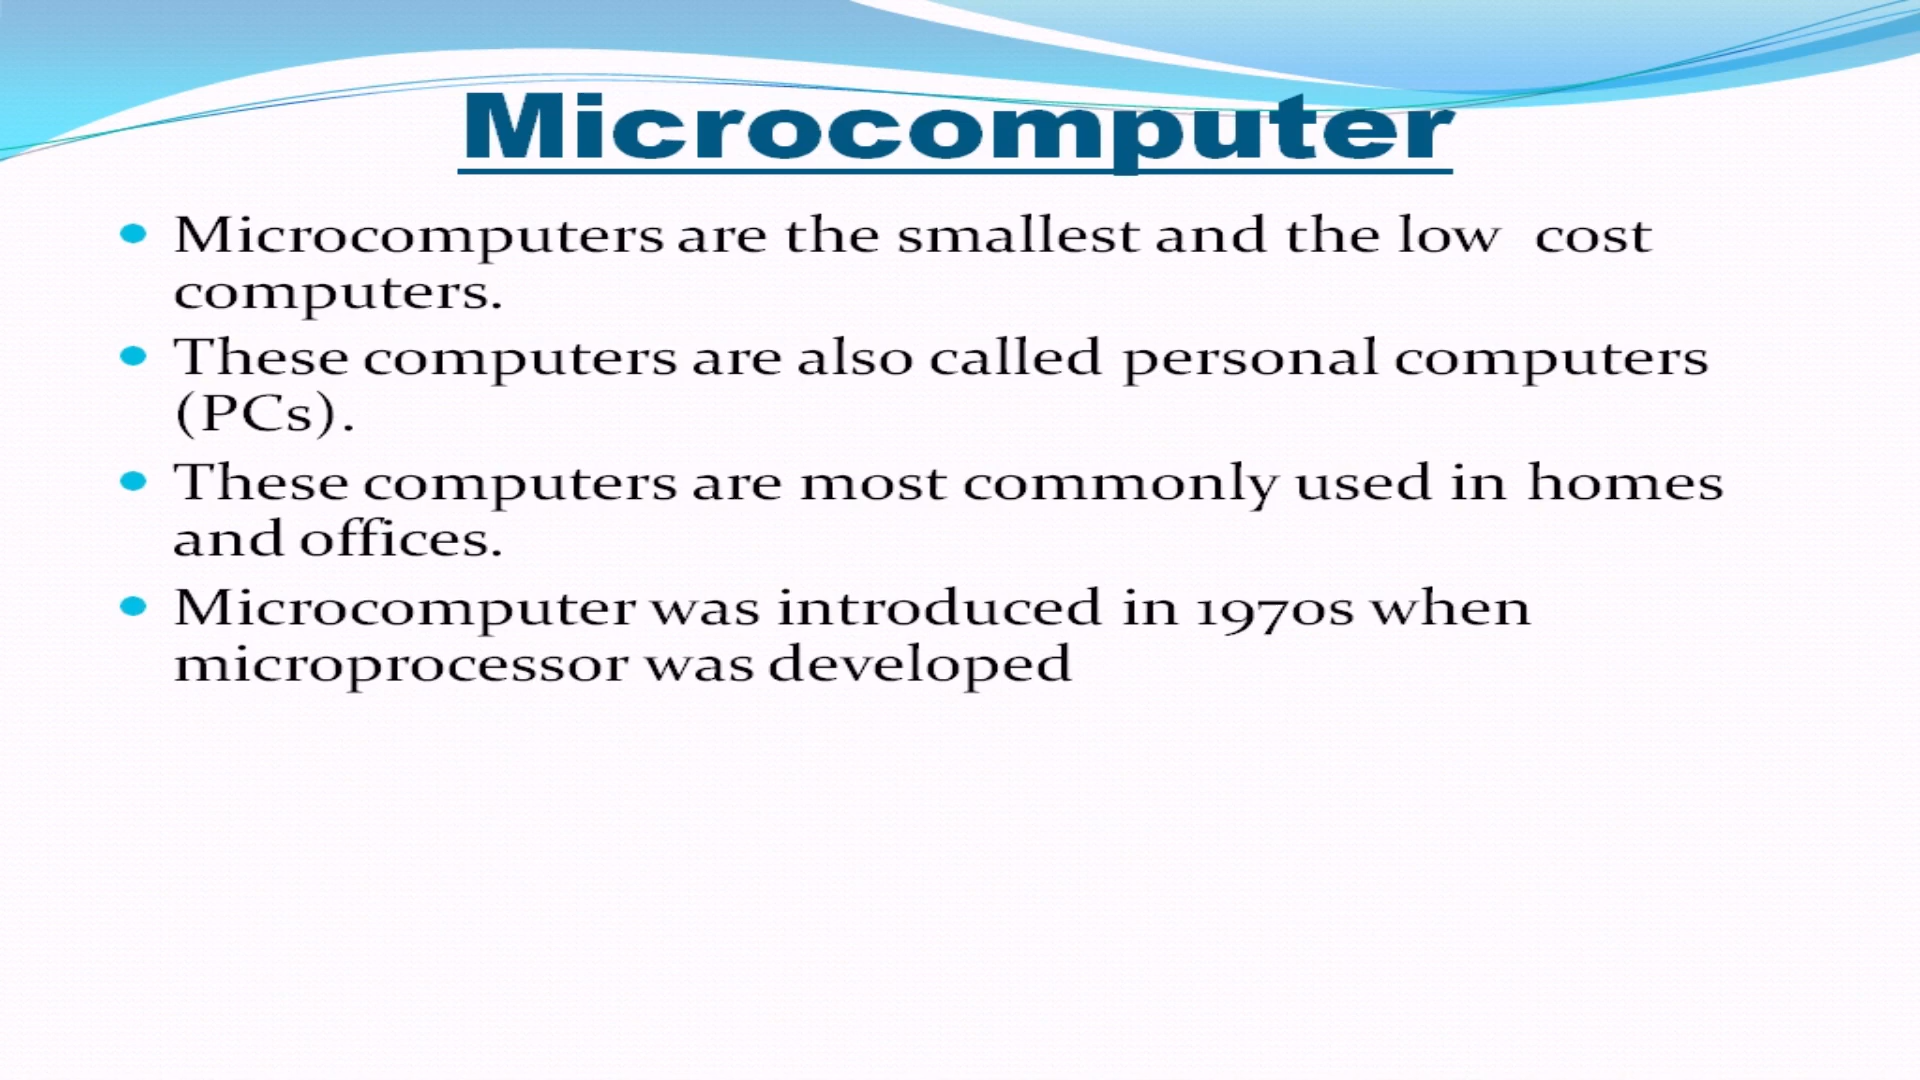 Microcomputer
Microcomputers are the smallest and the low cost
computers.
These computers are also called personal computers
(PCs).
These computers are most commonly used in homes
and offices.
Microcomputer was introduced in 1970s when
microprocessor was developed